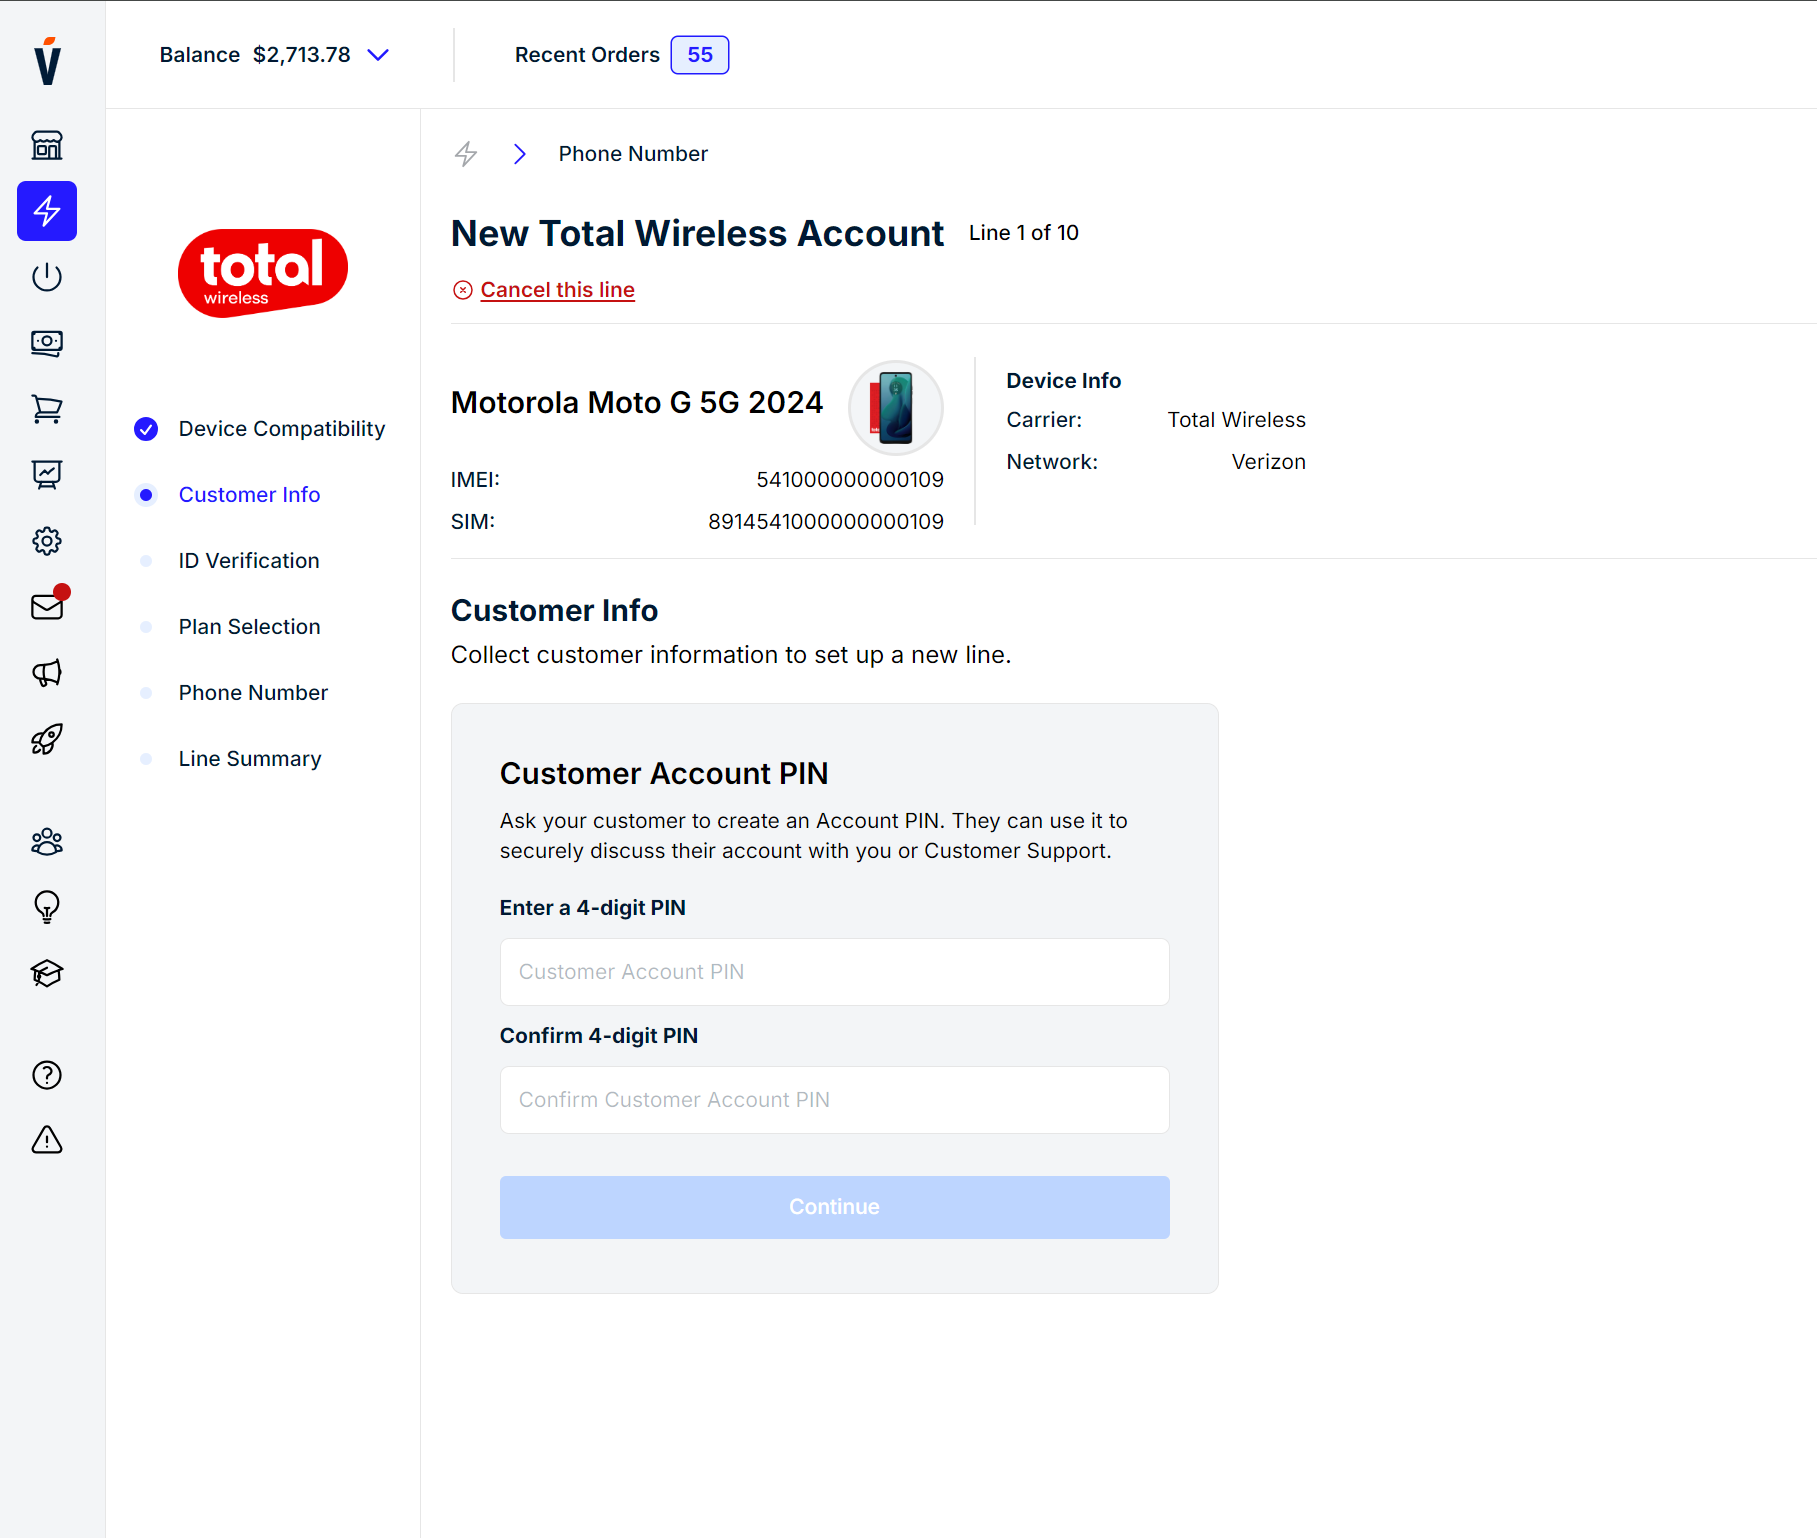 Balance $2,713.78
Recent Orders 55
Phone Number
total
wireless
New Total Wireless Account Line 1 of 10
Cancel this line
Motorola Moto G 5G 2024
IMEI: 541000000000109
SIM: 8914541000000000109
Device Info
Carrier: Total Wireless
Network: Verizon
Device Compatibility
Customer Info
ID Verification
Plan Selection
Phone Number
Line Summary
Customer Info
Collect customer information to set up a new line.
Customer Account PIN
Ask your customer to create an Account PIN. They can use it to
securely discuss their account with you or Customer Support.
Enter a 4-digit PIN
Customer Account PIN
Confirm 4-digit PIN
Confirm Customer Account PIN
Continue